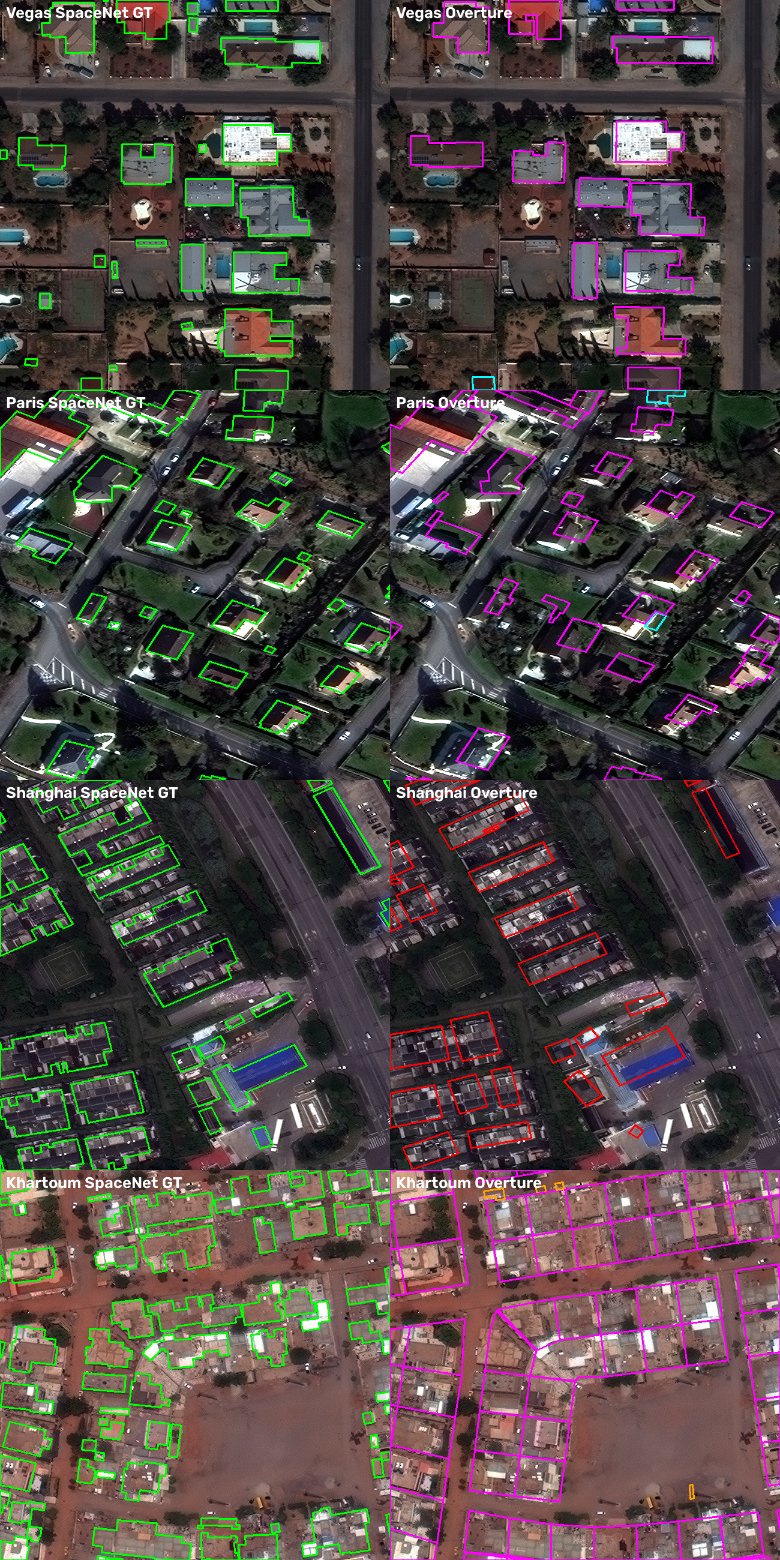 Vegas SpaceNet GT
Vegas Overture
Paris SpaceNet GT
Paris Overture
Shanghai SpaceNet GT
Shanghai Overture
Khartoum SpaceNet GT
Khartoum Overture